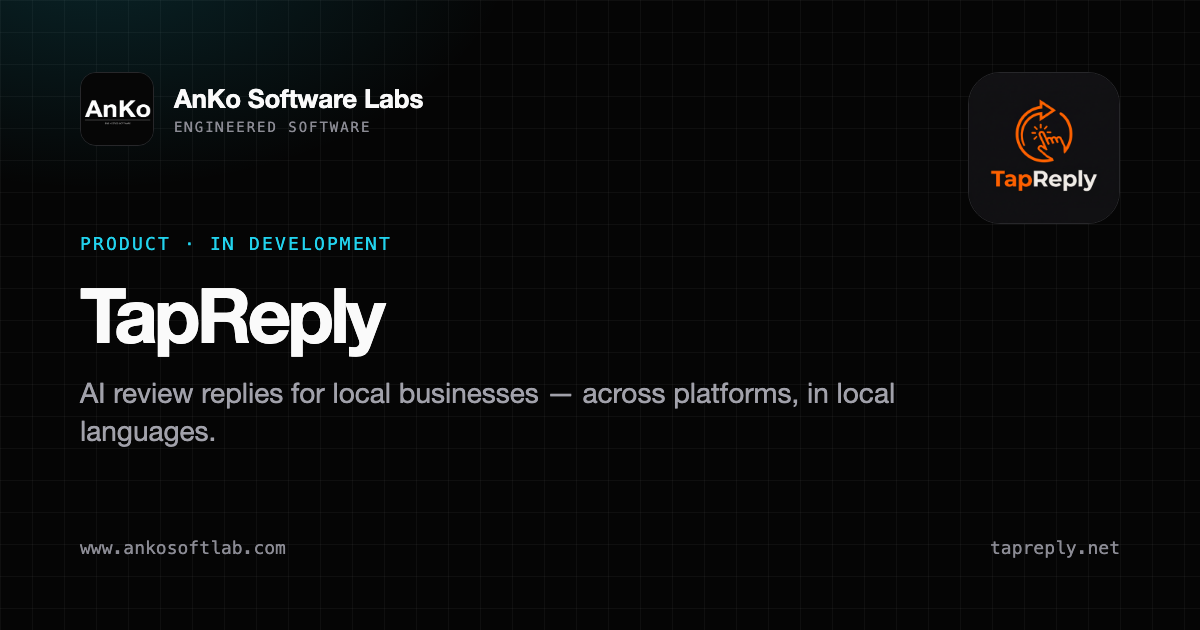 AnKo
AnKo Software Labs
ENGINEERED SOFTWARE
TapReply
PRODUCT · IN DEVELOPMENT
TapReply
AI review replies for local businesses — across platforms, in local
languages.
www.ankosoftlab.com
tapreply.net